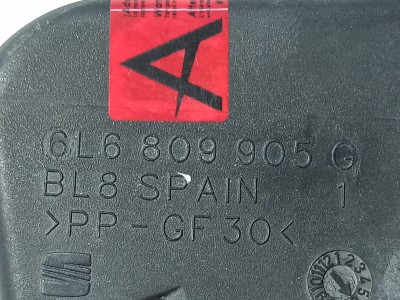 A
6L6 809 905 G
BL8 SPAIN 1
>PP-GF30<